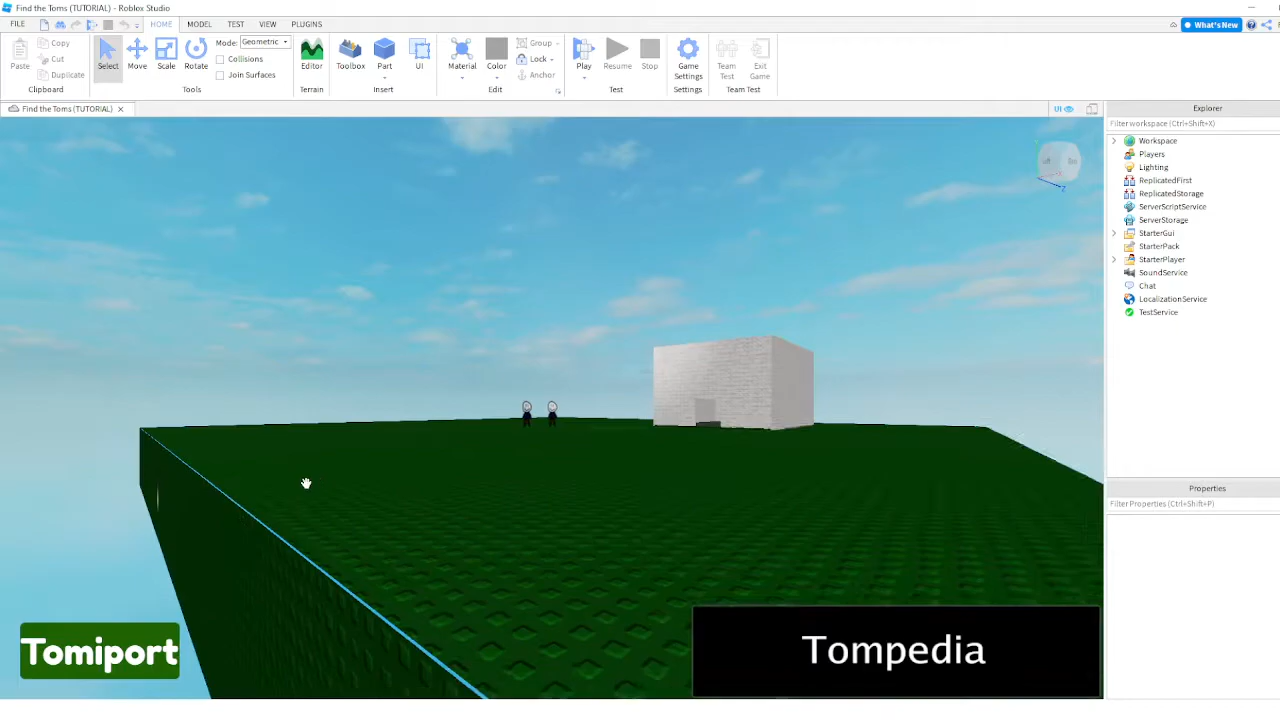 Find the Toms (TUTORIAL) - Roblox Studio
FILE HOME MODEL TEST VIEW PLUGINS What's New
Paste Copy Cut Duplicate Clipboard
Select Move Scale Rotate Mode: Geometric Collisions Join Surfaces Tools
Editor Terrain
Toolbox Part UI Insert
Material Color Group Lock Anchor Edit
Play Resume Stop Test
Game Settings Settings
Team Test Exit Game Team Test
Find the Toms (TUTORIAL)
UI
Explorer
Filter workspace (Ctrl+Shift+X)
Workspace
Players
Lighting
ReplicatedFirst
ReplicatedStorage
ServerScriptService
ServerStorage
StarterGui
StarterPack
StarterPlayer
SoundService
Chat
LocalizationService
TestService
Properties
Filter Properties (Ctrl+Shift+P)
Tomiport
Tompedia